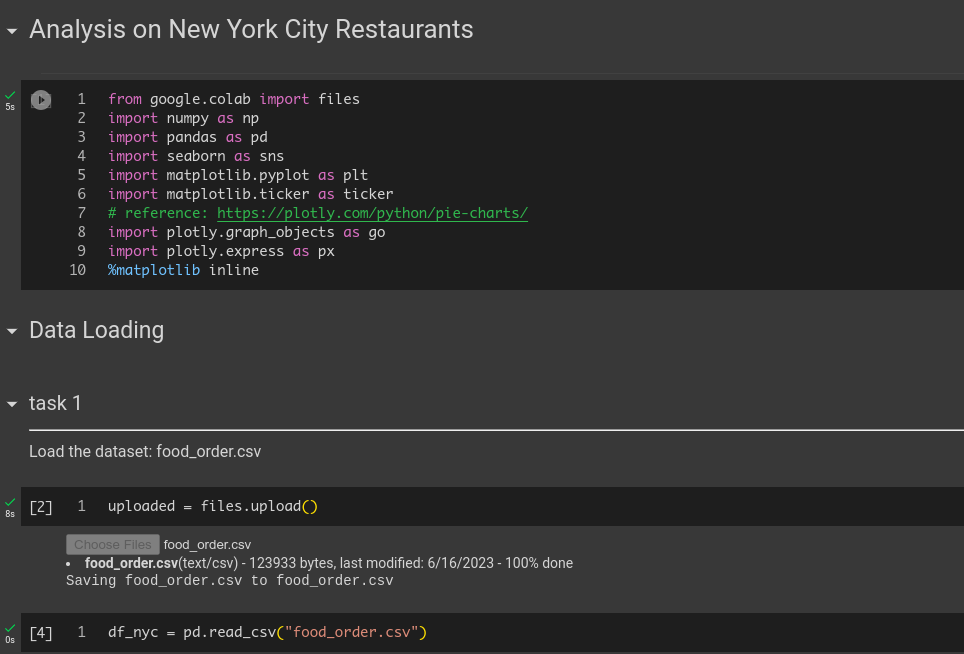 Analysis on New York City Restaurants
5s
1 from google.colab import files
2 import numpy as np
3 import pandas as pd
4 import seaborn as sns
5 import matplotlib.pyplot as plt
6 import matplotlib.ticker as ticker
7 # reference: https://plotly.com/python/pie-charts/
8 import plotly.graph_objects as go
9 import plotly.express as px
10 %matplotlib inline
Data Loading
task 1
Load the dataset: food_order.csv
8s
[2] 1 uploaded = files.upload()
Choose Files food_order.csv
• food_order.csv(text/csv) - 123933 bytes, last modified: 6/16/2023 - 100% done
Saving food_order.csv to food_order.csv
0s
[4] 1 df_nyc = pd.read_csv("food_order.csv")